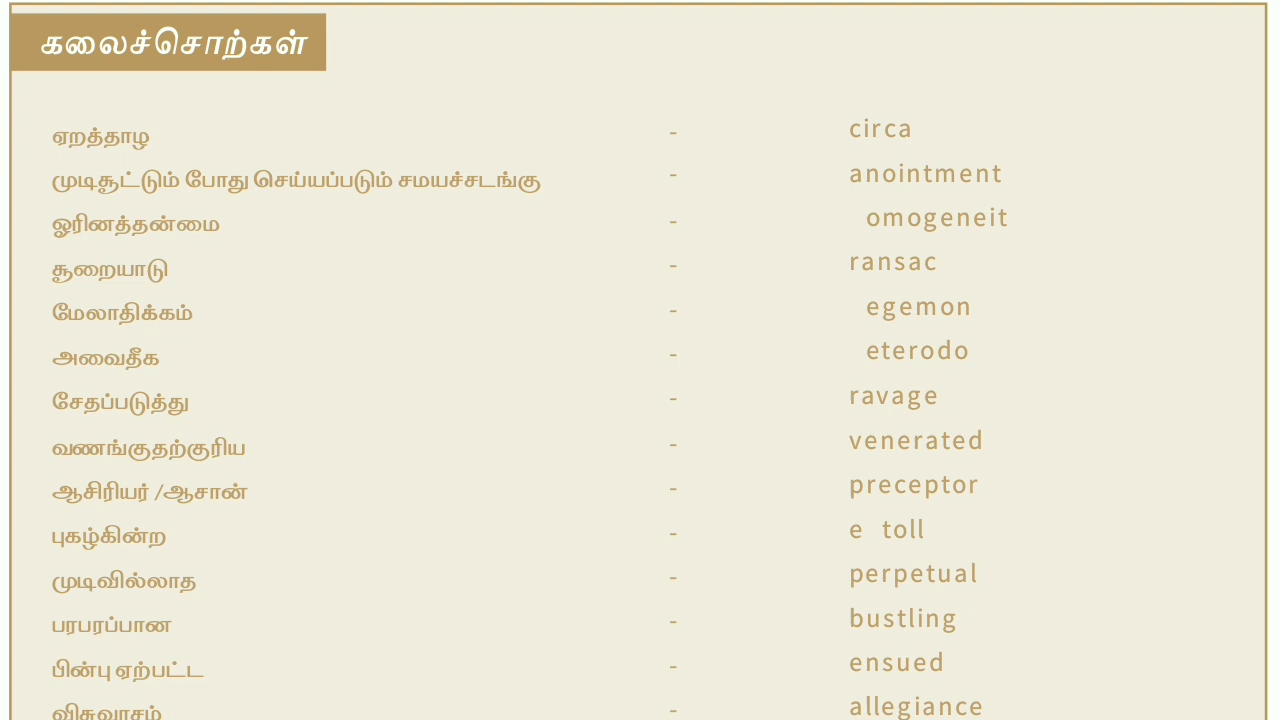 கலைச்சொற்கள்
ஏறத்தாழ - circa
முடிசூட்டும் போது செய்யப்படும் சமயச்சடங்கு - anointment
ஓரினத்தன்மை - omogeneit
சூறையாடு - ransac
மேலாதிக்கம் - egemon
அவைதீக - eterodo
சேதப்படுத்து - ravage
வணங்குதற்குரிய - venerated
ஆசிரியர் /ஆசான் - preceptor
புகழ்கின்ற - e toll
முடிவில்லாத - perpetual
பரபரப்பான - bustling
பின்பு ஏற்பட்ட - ensued
விசுவாசம் - allegiance